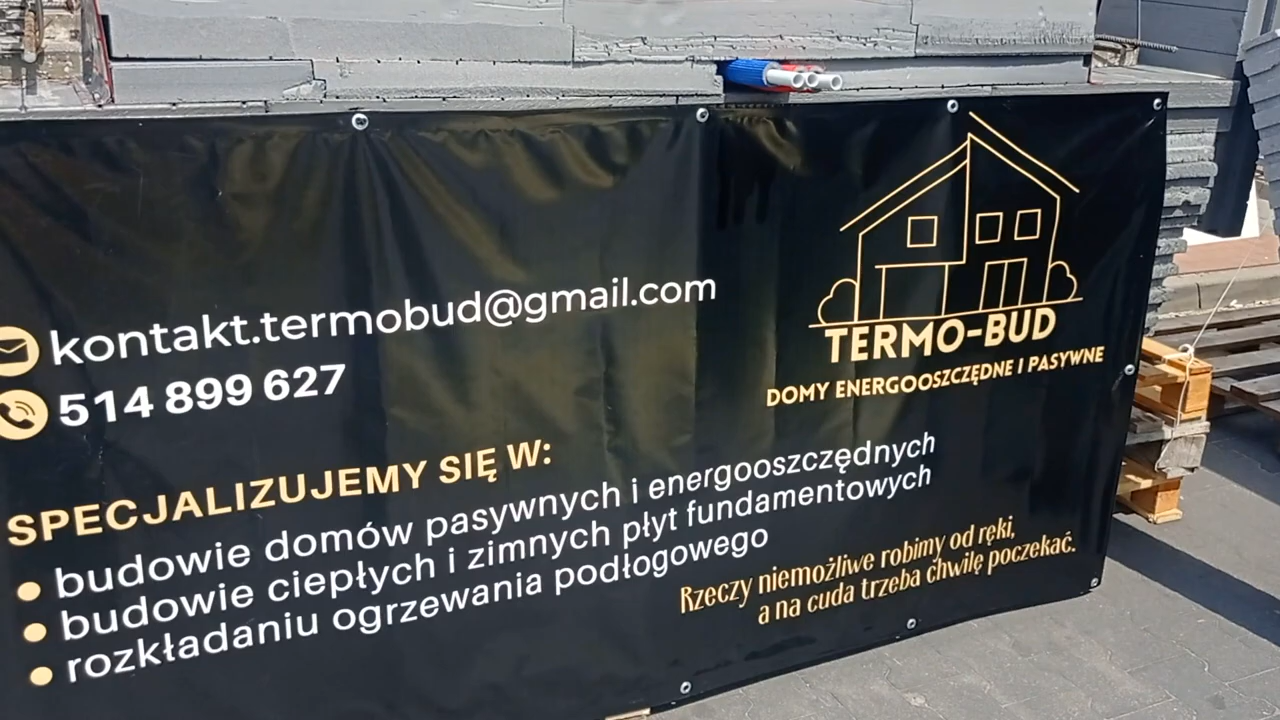 kontakt.termobud@gmail.com
514 899 627
TERMO-BUD
DOMY ENERGOOSZCZĘDNE I PASYWNE
SPECJALIZUJEMY SIĘ W:
• budowie domów pasywnych i energooszczędnych
• budowie ciepłych i zimnych płyt fundamentowych
• rozkładaniu ogrzewania podłogowego
Rzeczy niemożliwe robimy od ręki,
a na cuda trzeba chwilę poczekać.